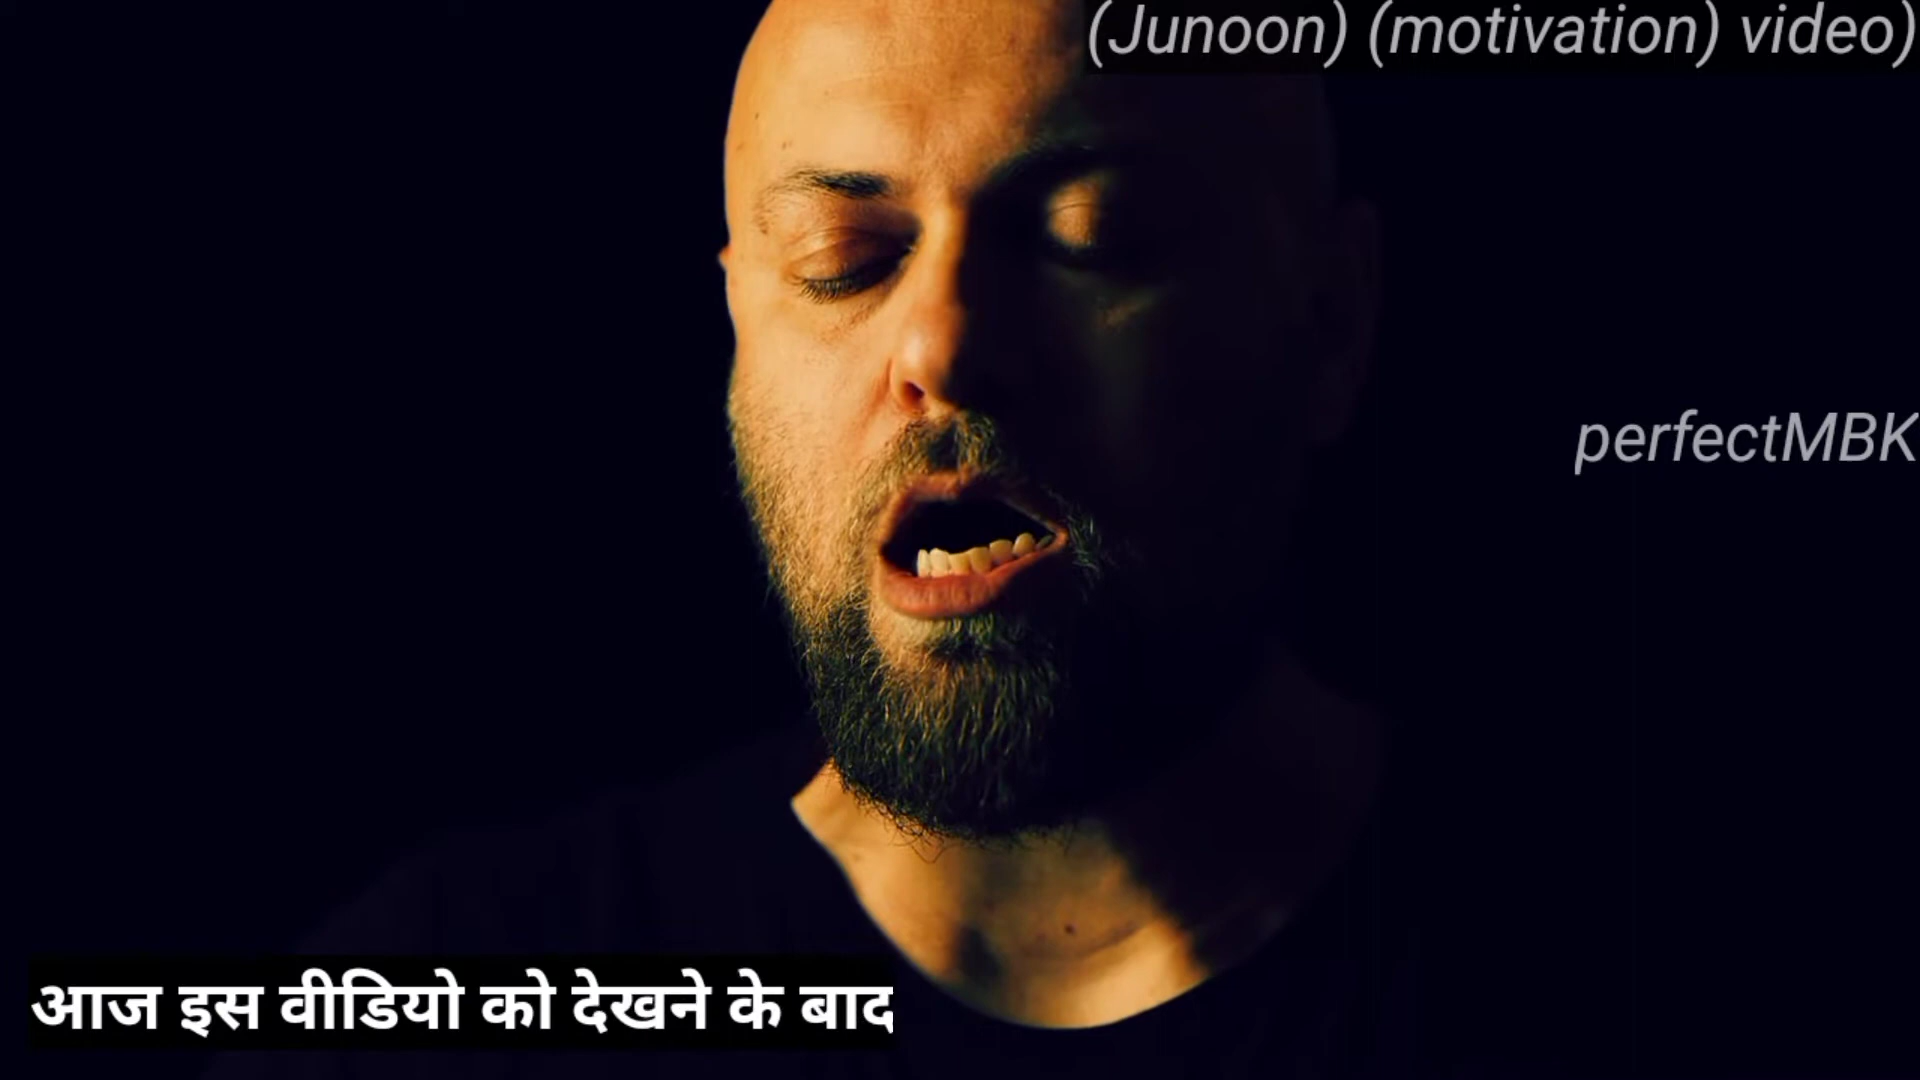 (Junoon) (motivation) video)
perfectMBK
आज इस वीडियो को देखने के बाद